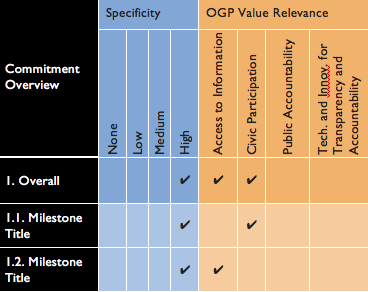 Specificity
OGP Value Relevance
Commitment
Overview
None
Low
Medium
High
Access to Information
Civic Participation
Public Accountability
Tech. and Innov. for
Transparency and
Accountability
1. Overall ✔ ✔ ✔
1.1. Milestone
Title ✔ ✔
1.2. Milestone
Title ✔ ✔